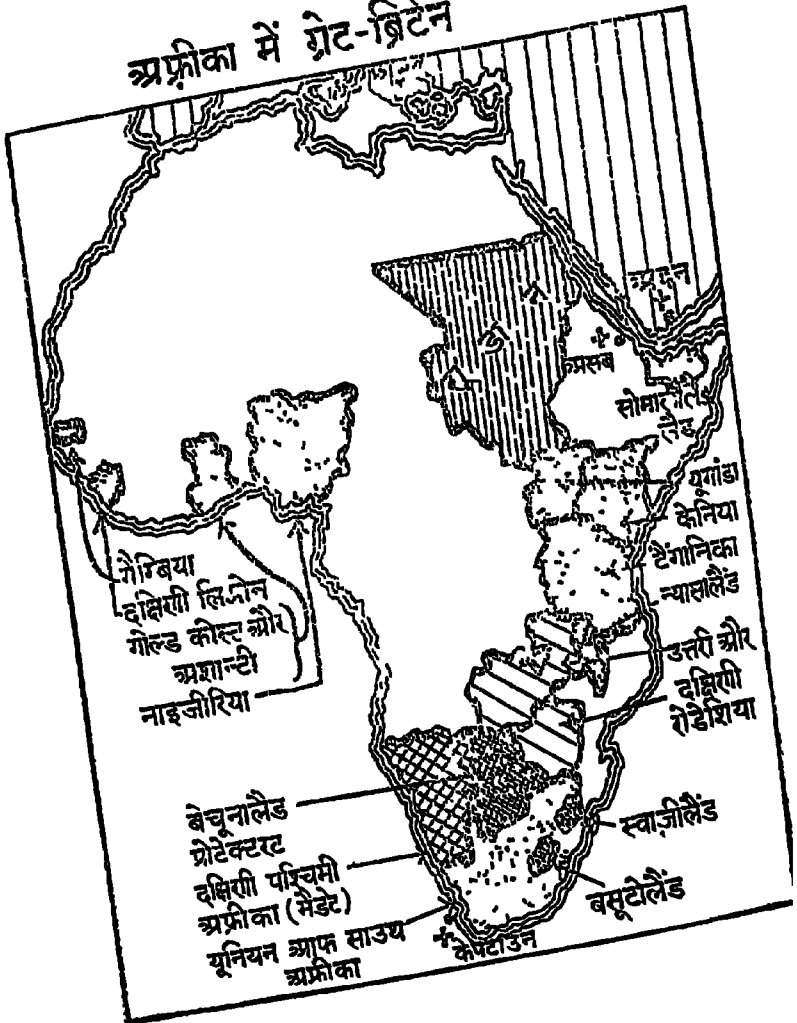 अफ़्रीका में ग्रेट-ब्रिटेन
अदन
सूडान
सोमालीलैंड
यूगांडा
केनिया
टैंगानिका
न्यासालैंड
उत्तरी और
दक्षिणी
रोडेशिया
स्वाज़ीलैंड
बसूटोलैंड
गैम्बिया
दक्षिणी लिओन
गोल्ड कोस्ट और
अशान्टी
नाइजीरिया
बेचूनालैंड
प्रोटेक्टरट
दक्षिणी पश्चिमी
अफ़्रीका (मैंडेट)
यूनियन आफ साउथ
अफ़्रीका
केपटाउन